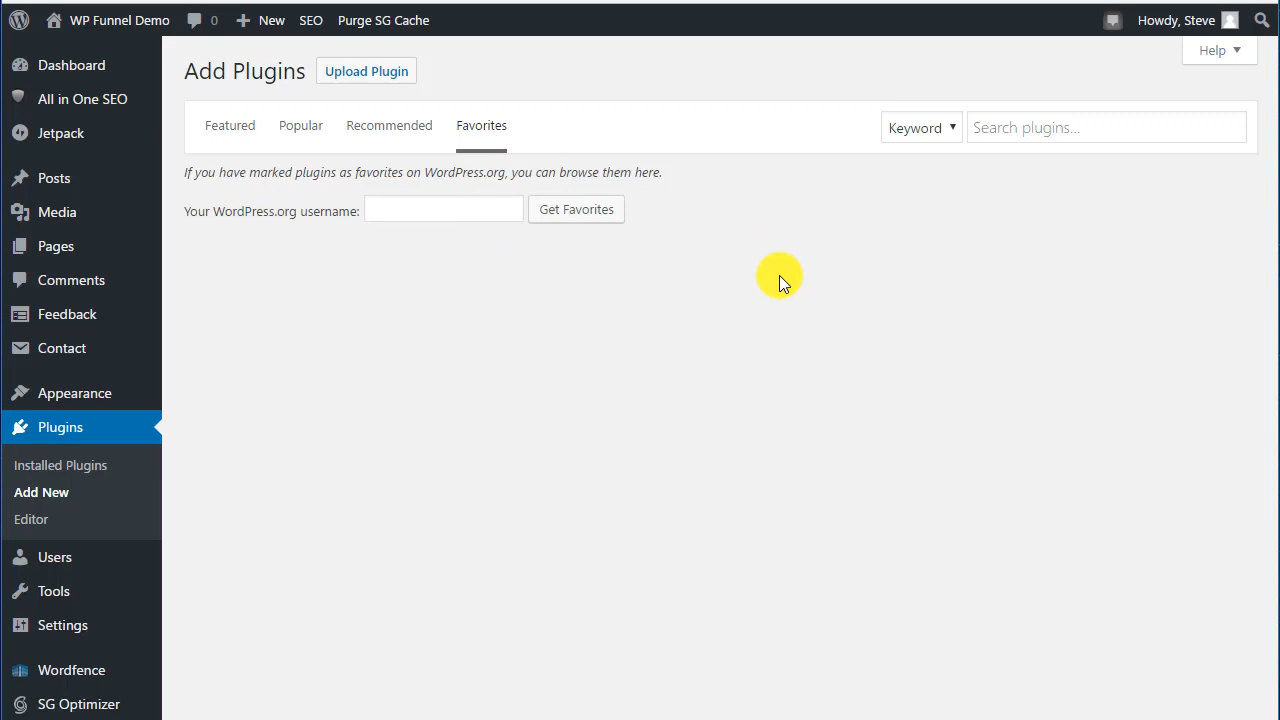 WP Funnel Demo 0 New SEO Purge SG Cache Howdy, Steve
Help
Dashboard
All in One SEO
Jetpack
Posts
Media
Pages
Comments
Feedback
Contact
Appearance
Plugins
Installed Plugins
Add New
Editor
Users
Tools
Settings
Wordfence
SG Optimizer
Add Plugins Upload Plugin
Featured Popular Recommended Favorites Keyword Search plugins...
If you have marked plugins as favorites on WordPress.org, you can browse them here.
Your WordPress.org username: Get Favorites